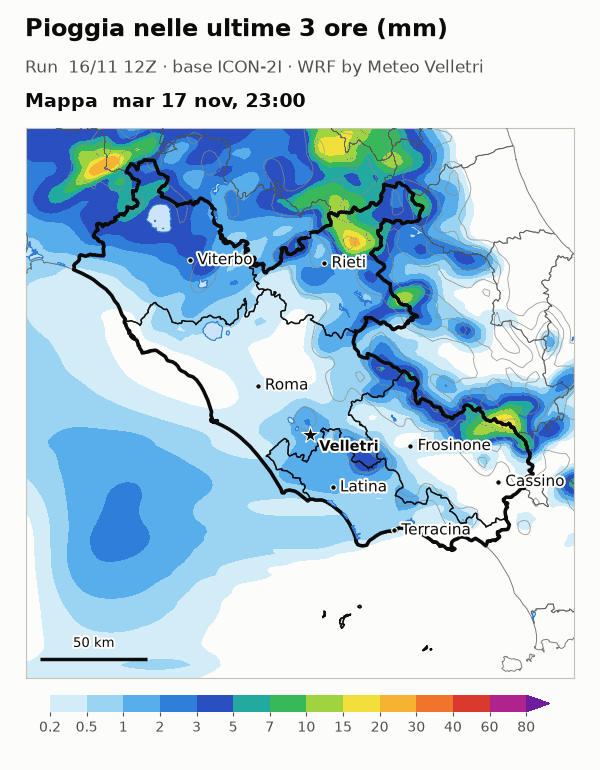 Pioggia nelle ultime 3 ore (mm)
Run  16/11 12Z · base ICON-2I · WRF by Meteo Velletri
Mappa  mar 17 nov, 23:00
Viterbo
Rieti
Roma
Velletri
Frosinone
Latina
Cassino
Terracina
50 km
0.2 0.5 1 2 3 5 7 10 15 20 30 40 60 80